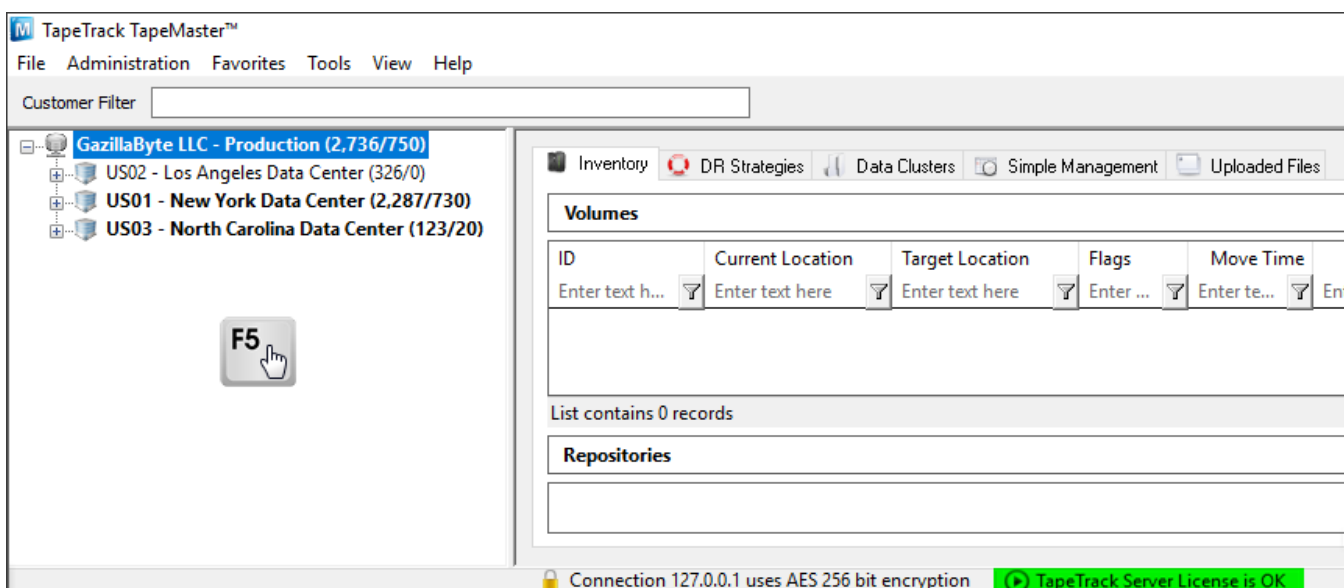 TapeTrack TapeMaster™
File Administration Favorites Tools View Help
Customer Filter
GazillaByte LLC - Production (2,736/750)
US02 - Los Angeles Data Center (326/0)
US01 - New York Data Center (2,287/730)
US03 - North Carolina Data Center (123/20)
F5
Inventory DR Strategies Data Clusters Simple Management Uploaded Files
Volumes
ID Current Location Target Location Flags Move Time
Enter text h... Enter text here Enter text here Enter ... Enter te...
List contains 0 records
Repositories
Connection 127.0.0.1 uses AES 256 bit encryption TapeTrack Server License is OK